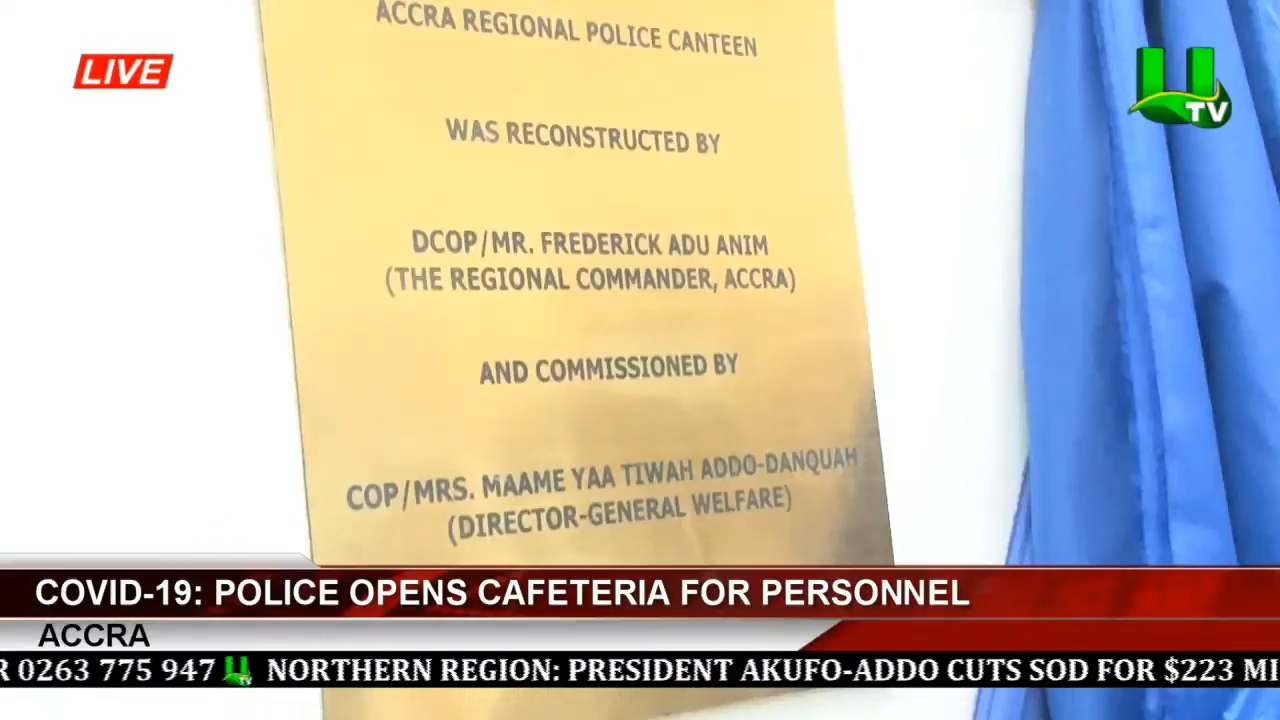 ACCRA REGIONAL POLICE CANTEEN
LIVE
U TV
WAS RECONSTRUCTED BY
DCOP/MR. FREDERICK ADU ANIM
(THE REGIONAL COMMANDER, ACCRA)
AND COMMISSIONED BY
COP/MRS. MAAME YAA TIWAH ADDO-DANQUAH
(DIRECTOR-GENERAL WELFARE)
COVID-19: POLICE OPENS CAFETERIA FOR PERSONNEL
ACCRA
R 0263 775 947 U TV NORTHERN REGION: PRESIDENT AKUFO-ADDO CUTS SOD FOR $223 MI